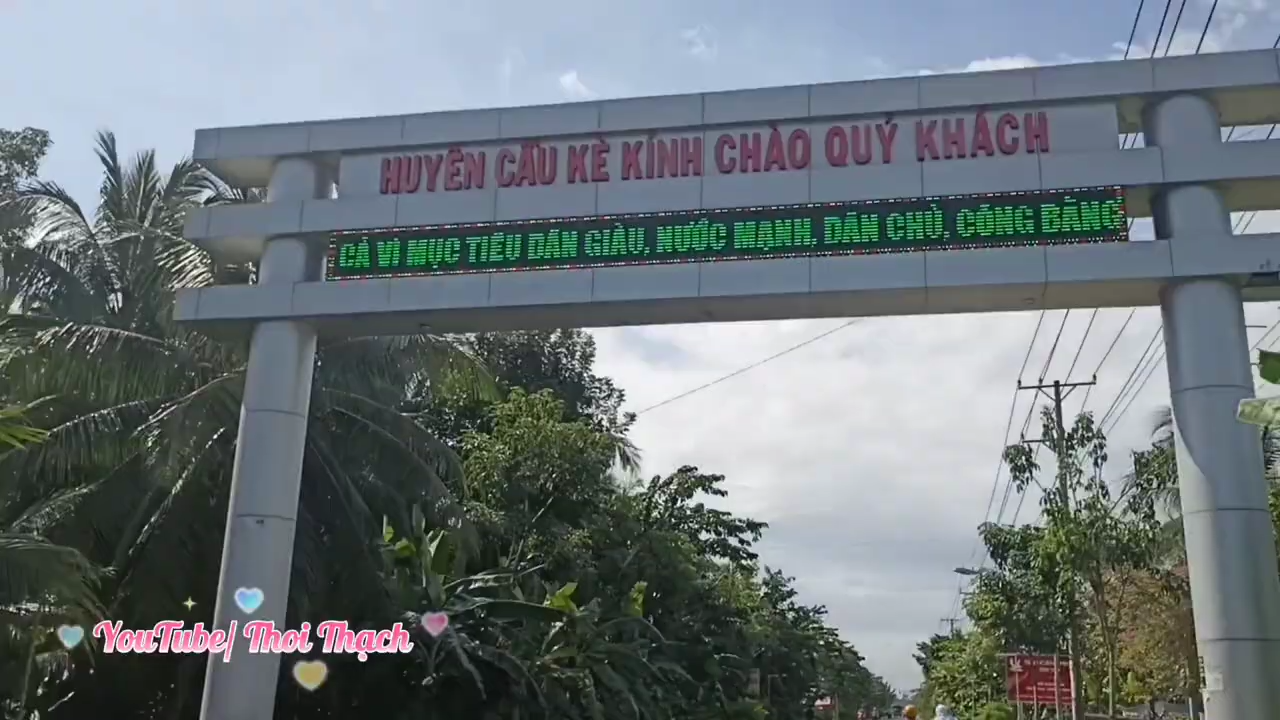 HUYỆN CẦU KÈ KÍNH CHÀO QUÝ KHÁCH
CẢ VÌ MỤC TIÊU DÂN GIÀU, NƯỚC MẠNH, DÂN CHỦ, CÔNG BẰNG
YouTube/ Thoi Thạch